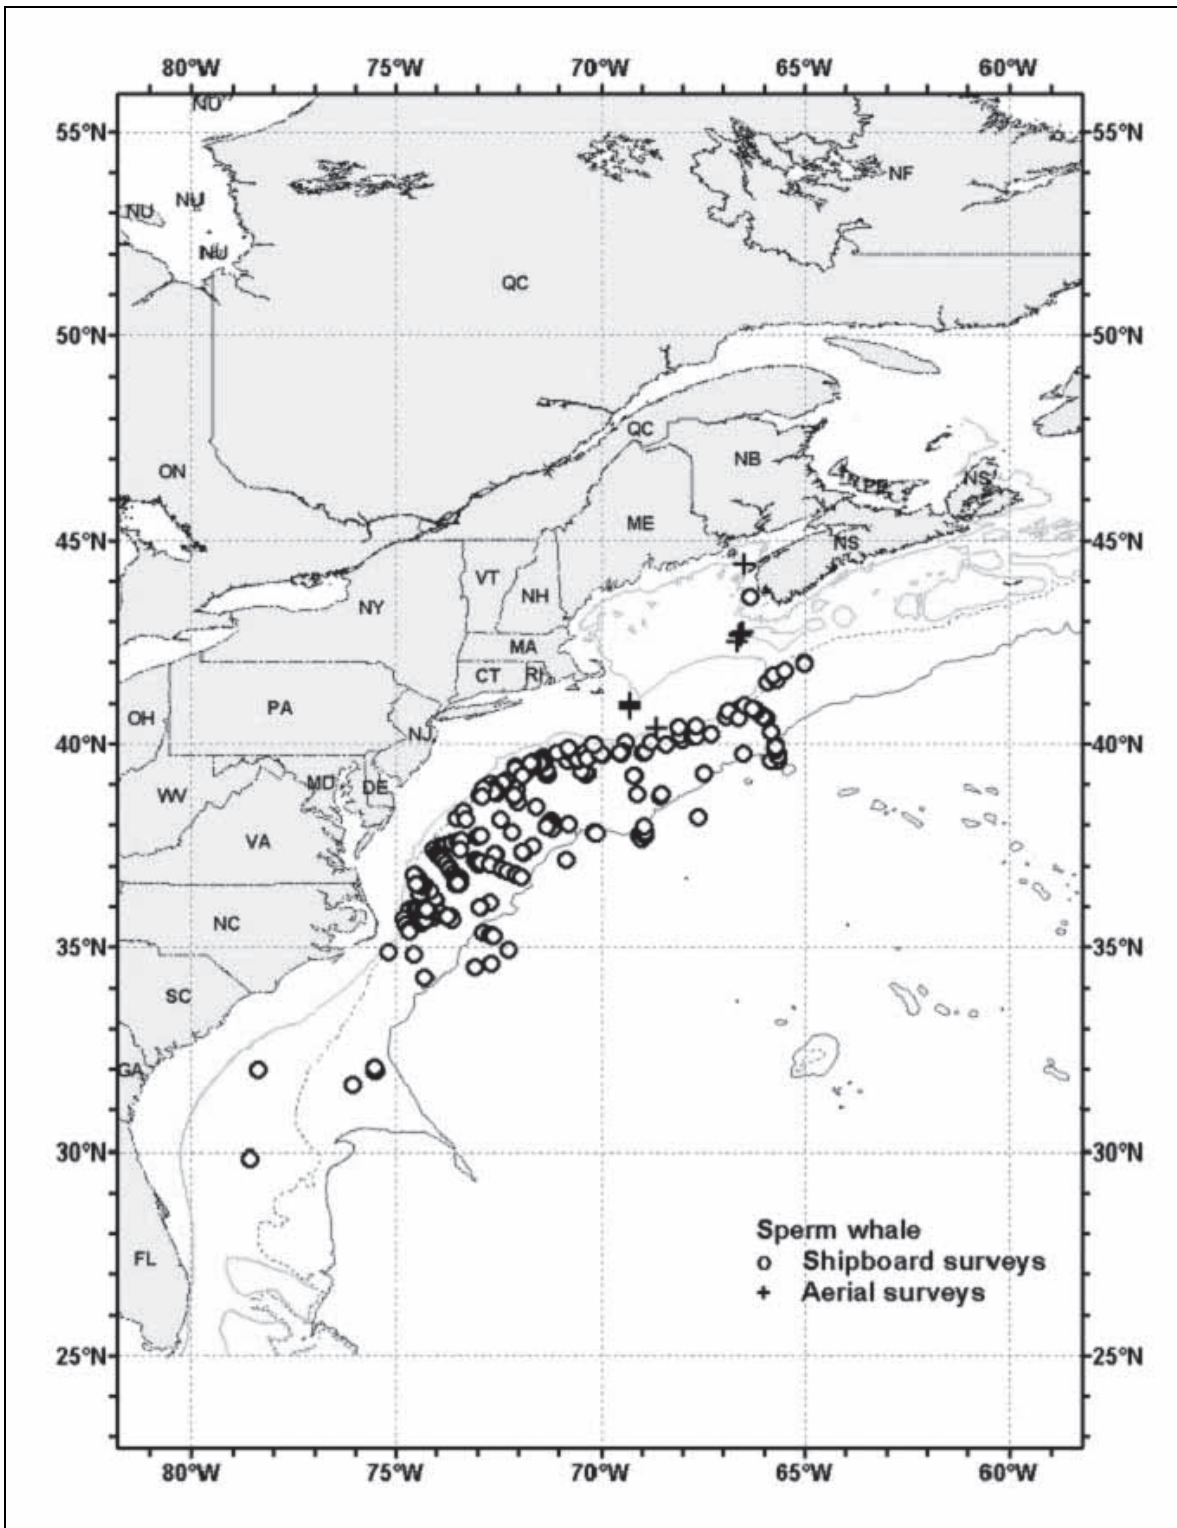 80°W 75°W 70°W 65°W 60°W
NU
55°N 55°N
NF
NU
NU
NU
QC
50°N 50°N
QC
NB
ON
NS
PE
ME
45°N 45°N
NS
VT
NH
NY
MA
CT RI
PA
OH
NJ
40°N 40°N
MD DE
WV
VA
NC
35°N 35°N
SC
GA
30°N 30°N
Sperm whale
FL
o Shipboard surveys
+ Aerial surveys
25°N 25°N
80°W 75°W 70°W 65°W 60°W